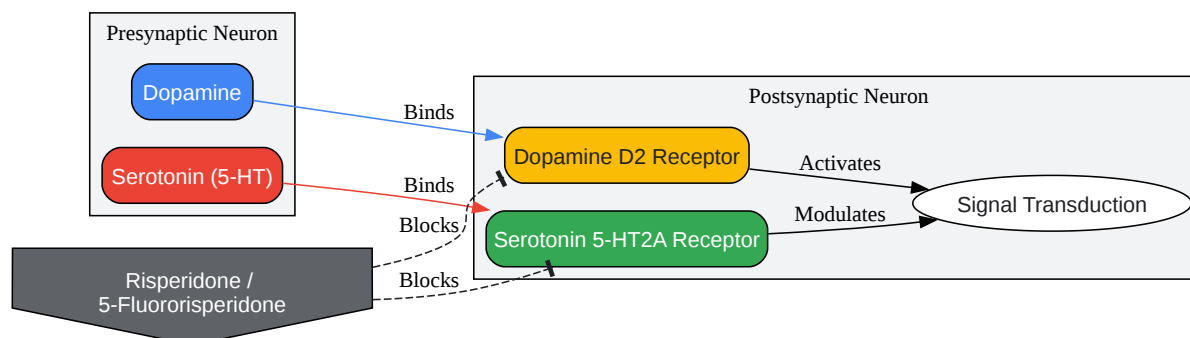 Presynaptic Neuron
Dopamine
Serotonin (5-HT)
Binds
Binds
Blocks
Blocks
Risperidone /
5-Fluororisperidone
Postsynaptic Neuron
Dopamine D2 Receptor
Serotonin 5-HT2A Receptor
Activates
Modulates
Signal Transduction